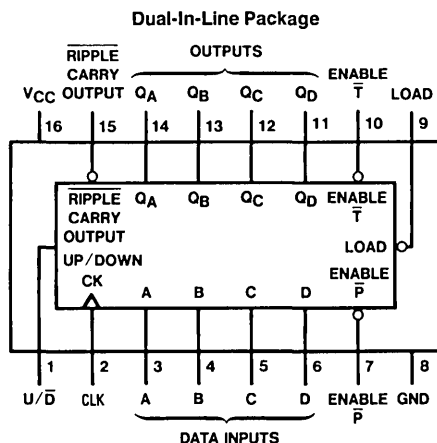 Dual-In-Line Package
RIPPLE
CARRY
OUTPUT
OUTPUTS
VCC
QA
QB
QC
QD
ENABLE
T̅
LOAD
16 15 14 13 12 11 10 9
RIPPLE
CARRY
OUTPUT
QA QB QC QD ENABLE
T̅
LOAD
UP/DOWN
CK
A B C D
ENABLE
P̅
1 2 3 4 5 6 7 8
U/D̅ CLK A B C D ENABLE
P̅
GND
DATA INPUTS